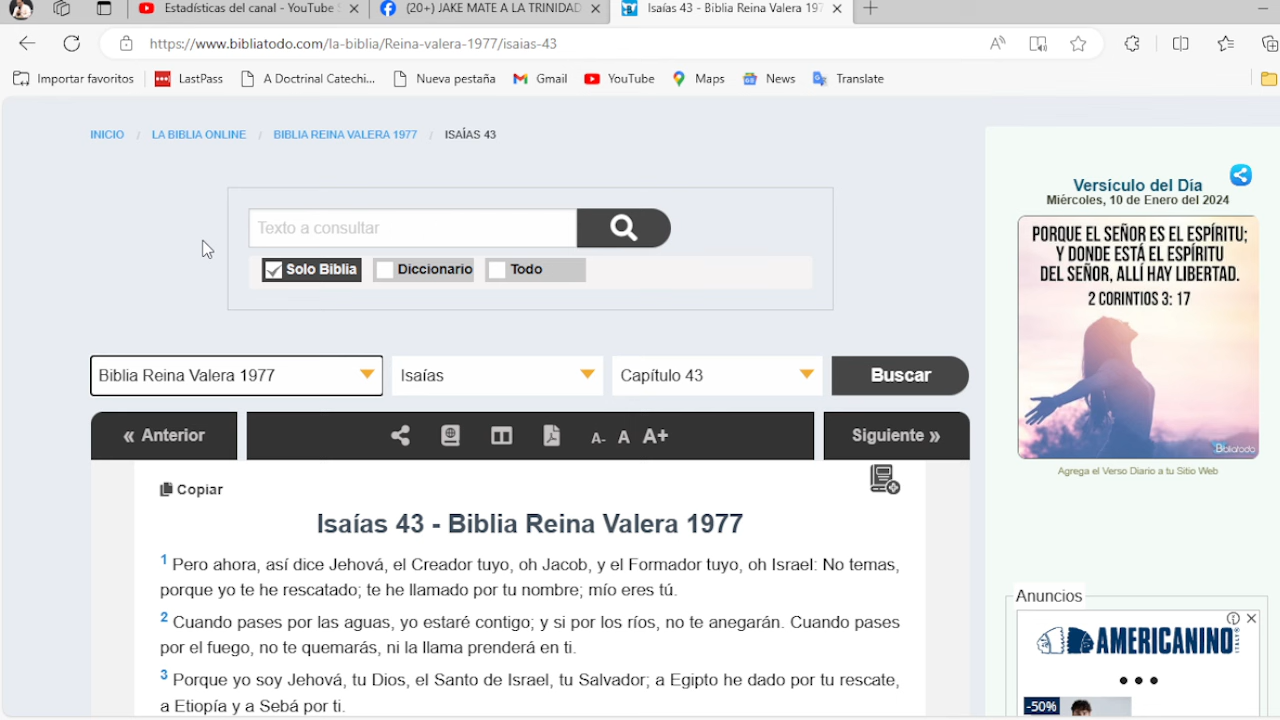 Estadísticas del canal - YouTube S
(20+) JAKE MATE A LA TRINIDAD
Isaías 43 - Biblia Reina Valera 197
https://www.bibliatodo.com/la-biblia/Reina-valera-1977/isaias-43
Importar favoritos
LastPass
A Doctrinal Catechi...
Nueva pestaña
Gmail
YouTube
Maps
News
Translate
INICIO / LA BIBLIA ONLINE / BIBLIA REINA VALERA 1977 / ISAÍAS 43
Texto a consultar
Solo Biblia
Diccionario
Todo
Biblia Reina Valera 1977
Isaías
Capítulo 43
Buscar
« Anterior
A- A A+
Siguiente »
Copiar
Isaías 43 - Biblia Reina Valera 1977
1 Pero ahora, así dice Jehová, el Creador tuyo, oh Jacob, y el Formador tuyo, oh Israel: No temas,
porque yo te he rescatado; te he llamado por tu nombre; mío eres tú.
2 Cuando pases por las aguas, yo estaré contigo; y si por los ríos, no te anegarán. Cuando pases
por el fuego, no te quemarás, ni la llama prenderá en ti.
3 Porque yo soy Jehová, tu Dios, el Santo de Israel, tu Salvador; a Egipto he dado por tu rescate,
a Etiopía y a Sebá por ti.
Versículo del Día
Miércoles, 10 de Enero del 2024
PORQUE EL SEÑOR ES EL ESPÍRITU;
Y DONDE ESTÁ EL ESPÍRITU
DEL SEÑOR, ALLÍ HAY LIBERTAD.
2 CORINTIOS 3: 17
Bibliatodo
Agrega el Verso Diario a tu Sitio Web
Anuncios
AMERICANINO
-50%